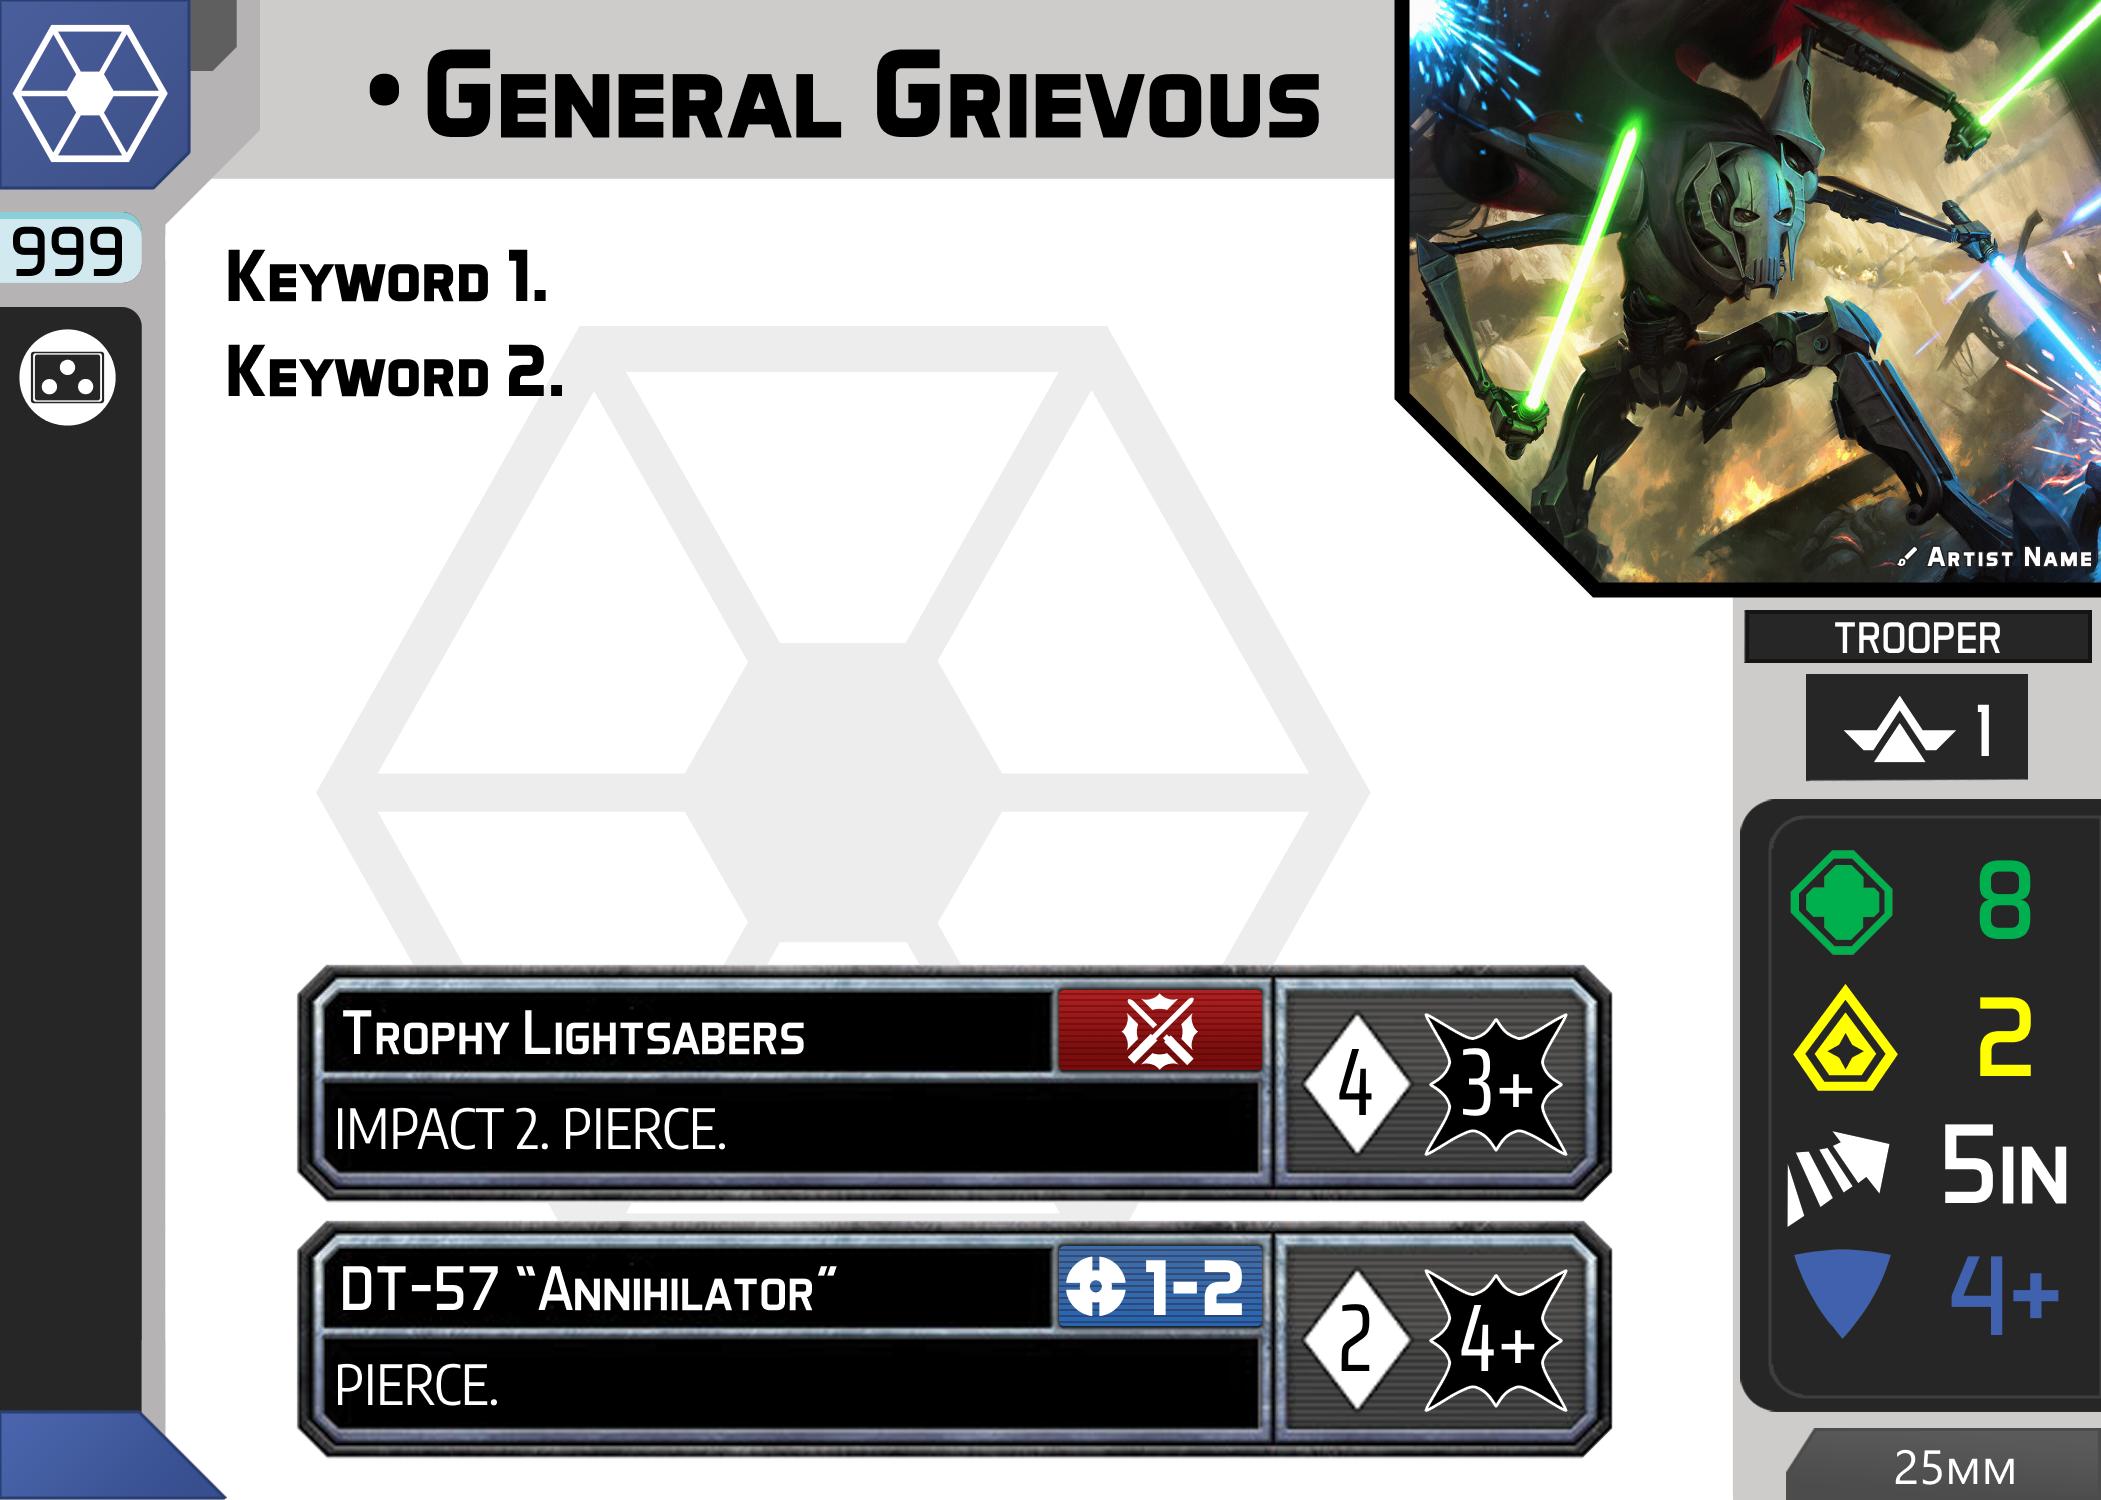 • General Grievous
999
Keyword 1.
Keyword 2.
Artist Name
TROOPER
1
8
2
5in
4+
Trophy Lightsabers
4
3+
IMPACT 2. PIERCE.
DT-57 “Annihilator”
1-2
2
4+
PIERCE.
25mm